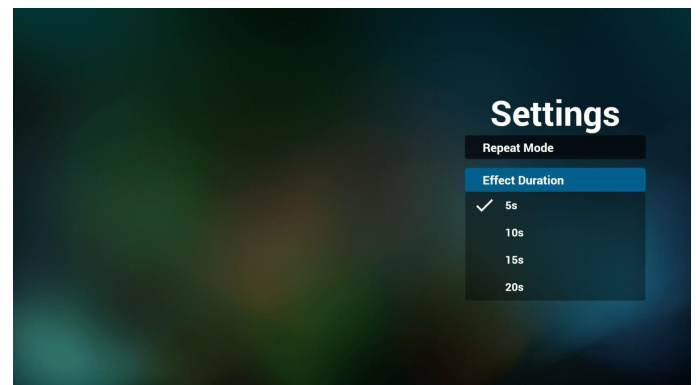 Settings
Repeat Mode
Effect Duration
5s
10s
15s
20s